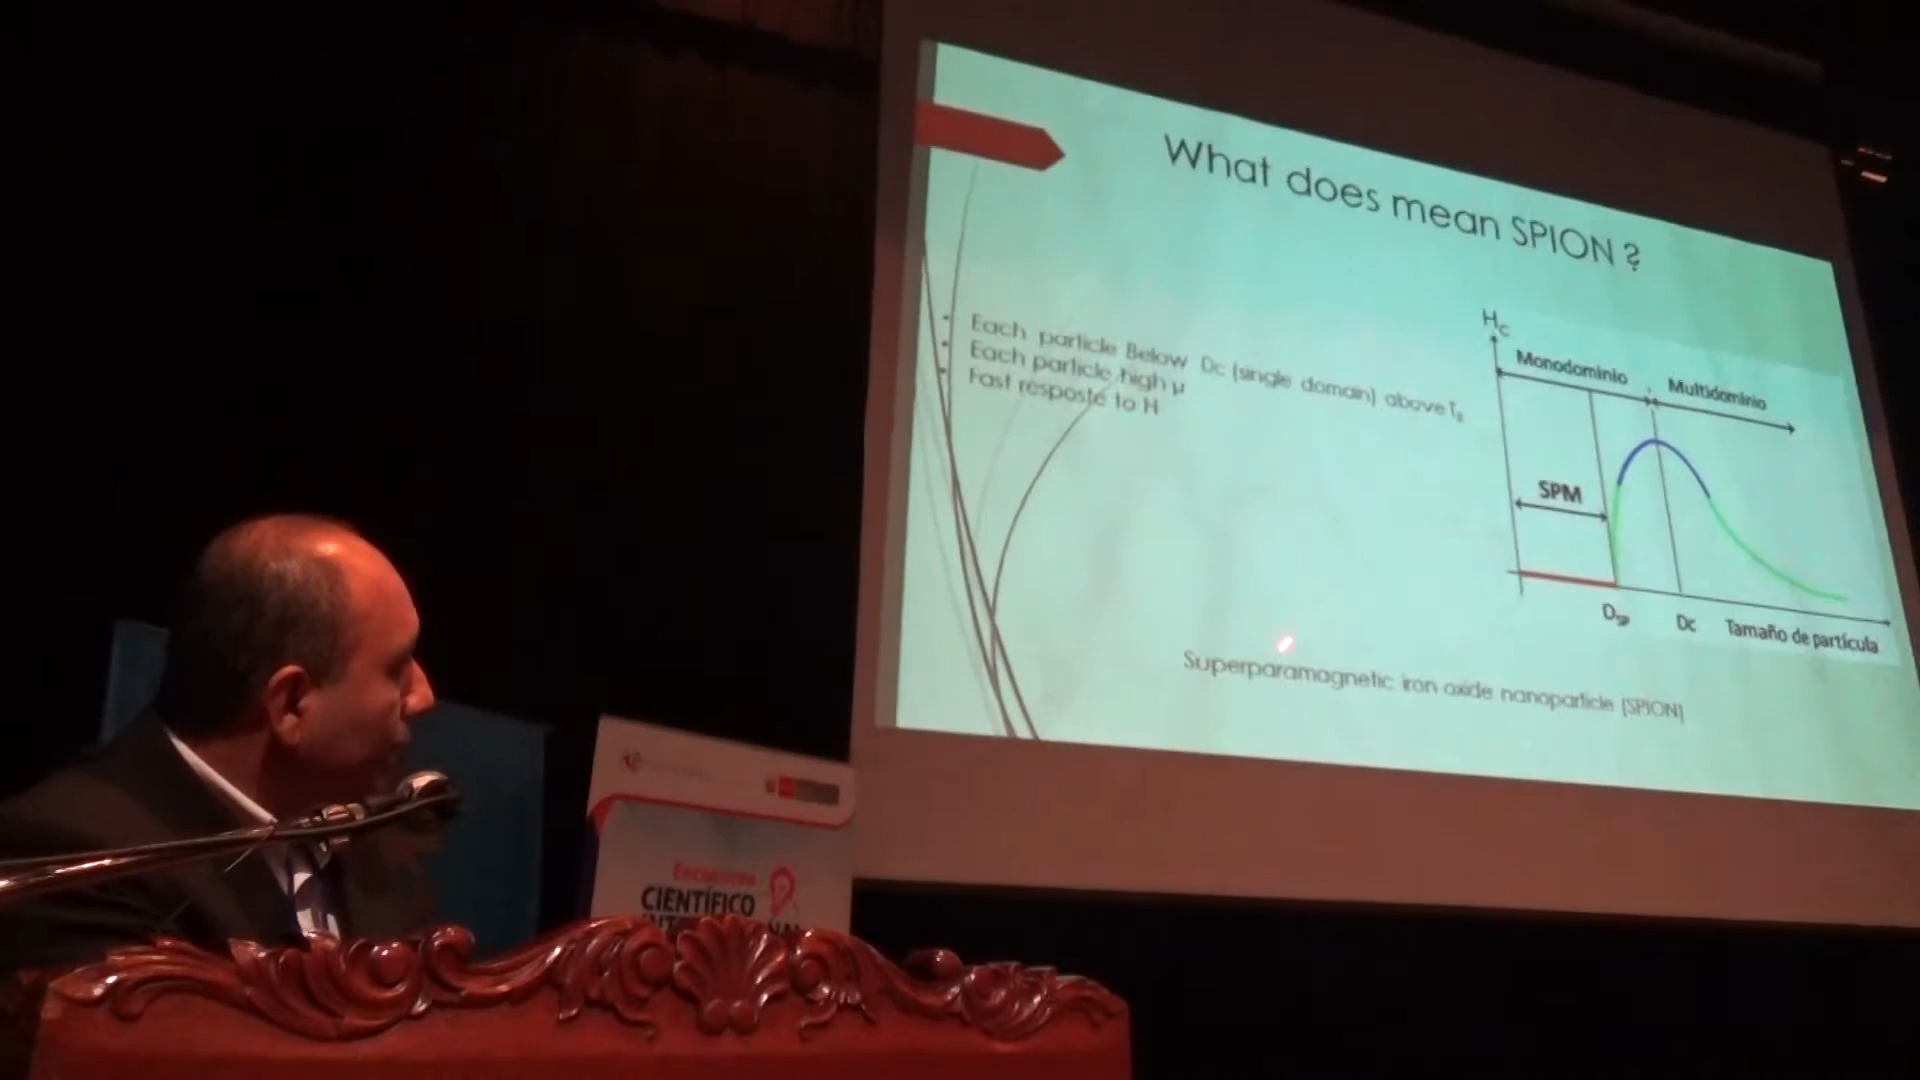 What does mean SPION ?
Each particle Below Dc (single domain) above T
Each particle high μ
Fast resposte to H
Hc
Monodominio
Multidominio
SPM
DSP
Dc
Tamaño de partícula
Superparamagnetic iron oxide nanoparticle (SPION)
ENCUENTRO
CIENTÍFICO